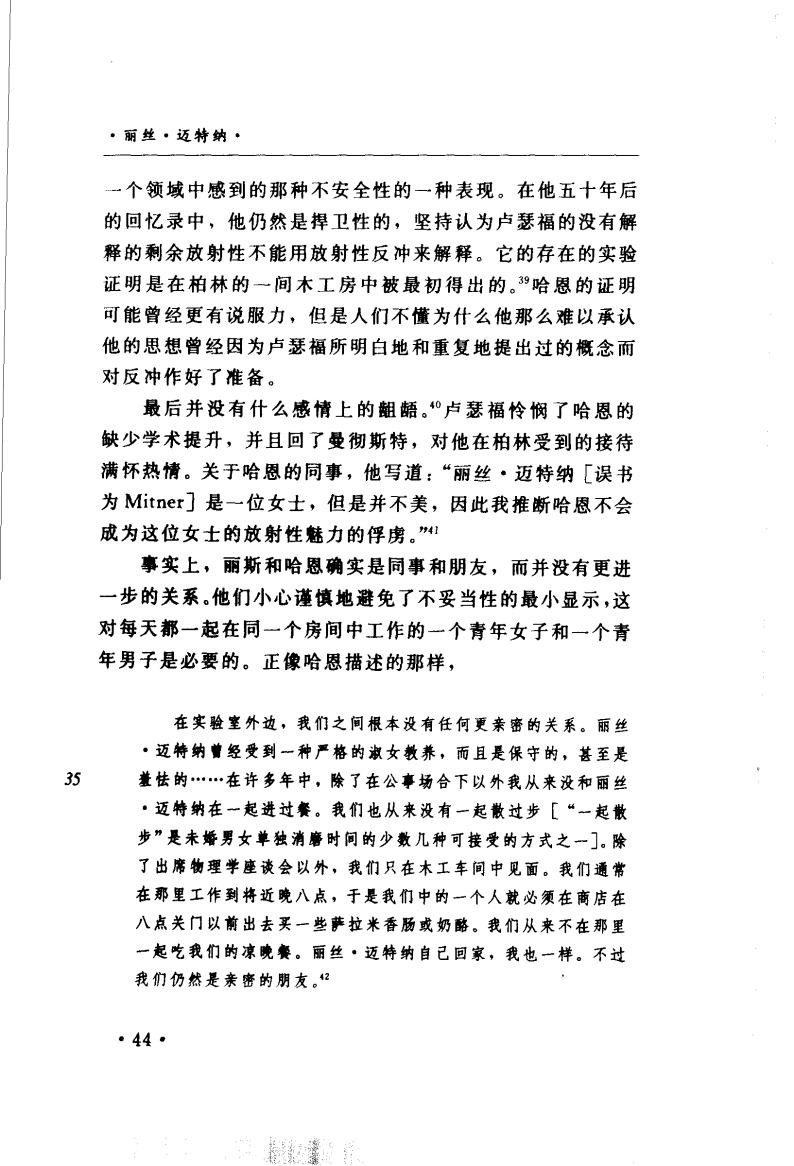 ·丽丝·迈特纳·
一个领域中感到的那种不安全性的一种表现。在他五十年后
的回忆录中，他仍然是捍卫性的，坚持认为卢瑟福的没有解
释的剩余放射性不能用放射性反冲来解释。它的存在的实验
证明是在柏林的一间木工房中被最初得出的。³⁹哈恩的证明
可能曾经更有说服力，但是人们不懂为什么他那么难以承认
他的思想曾经因为卢瑟福所明白地和重复地提出过的概念而
对反冲作好了准备。
最后并没有什么感情上的龃龉。⁴⁰卢瑟福怜悯了哈恩的
缺少学术提升，并且回了曼彻斯特，对他在柏林受到的接待
满怀热情。关于哈恩的同事，他写道：“丽丝·迈特纳［误书
为 Mitner］是一位女士，但是并不美，因此我推断哈恩不会
成为这位女士的放射性魅力的俘虏。”⁴¹
事实上，丽斯和哈恩确实是同事和朋友，而并没有更进
一步的关系。他们小心谨慎地避免了不妥当性的最小显示，这
对每天都一起在同一个房间中工作的一个青年女子和一个青
年男子是必要的。正像哈恩描述的那样，
在实验室外边，我们之间根本没有任何更亲密的关系。丽丝
·迈特纳曾经受到一种严格的淑女教养，而且是保守的，甚至是
35 羞怯的……在许多年中，除了在公事场合下以外我从来没和丽丝
·迈特纳在一起进过餐。我们也从来没有一起散过步［“一起散
步”是未婚男女单独消磨时间的少数几种可接受的方式之一］。除
了出席物理学座谈会以外，我们只在木工车间中见面。我们通常
在那里工作到将近晚八点，于是我们中的一个人就必须在商店在
八点关门以前出去买一些萨拉米香肠或奶酪。我们从来不在那里
一起吃我们的凉晚餐。丽丝·迈特纳自己回家，我也一样。不过
我们仍然是亲密的朋友。⁴²
·44·